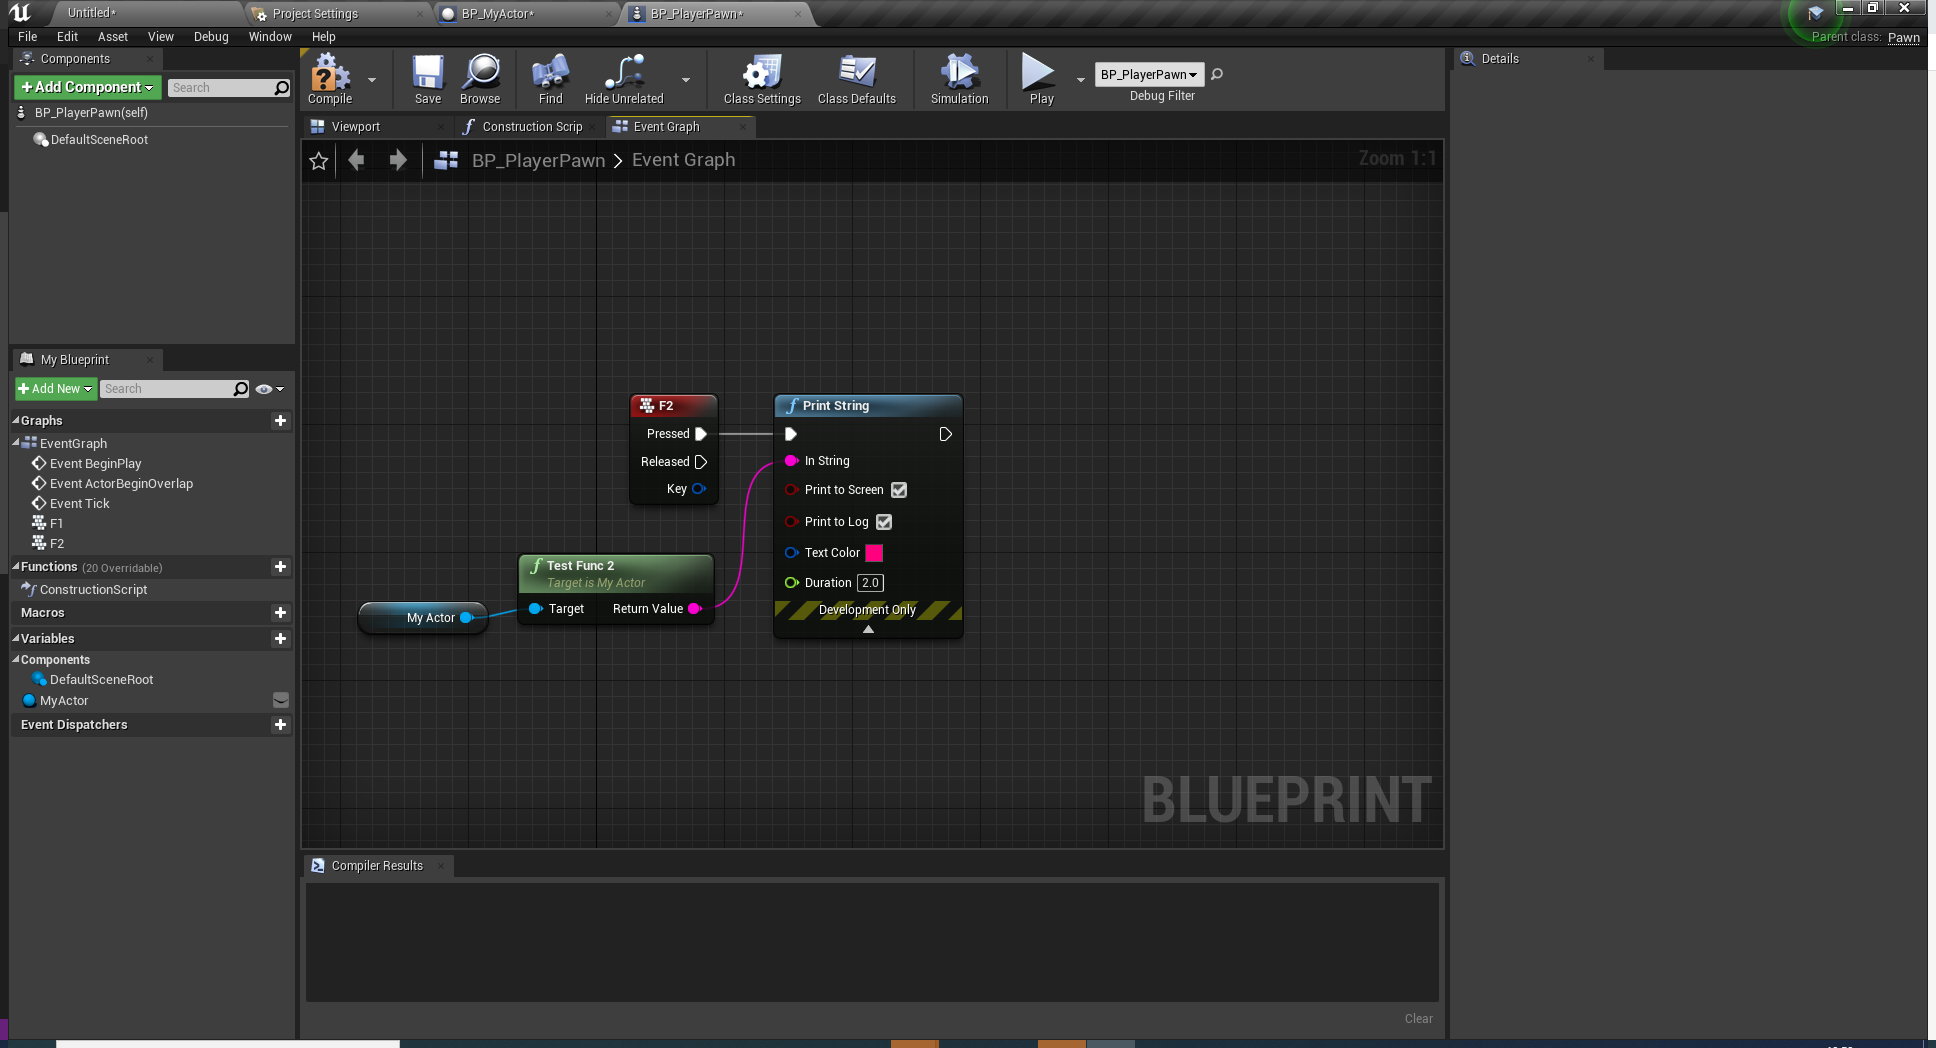 Untitled*
Project Settings
BP_MyActor*
BP_PlayerPawn*
File Edit Asset View Debug Window Help
Parent class: Pawn
Components
Add Component
Search
BP_PlayerPawn(self)
DefaultSceneRoot
Compile
Save
Browse
Find
Hide Unrelated
Class Settings
Class Defaults
Simulation
Play
BP_PlayerPawn
Debug Filter
Details
Viewport
Construction Scrip
Event Graph
BP_PlayerPawn > Event Graph
Zoom 1:1
My Blueprint
Add New
Search
Graphs
EventGraph
Event BeginPlay
Event ActorBeginOverlap
Event Tick
F1
F2
Functions (20 Overridable)
ConstructionScript
Macros
Variables
Components
DefaultSceneRoot
MyActor
Event Dispatchers
F2
Pressed
Released
Key
Print String
In String
Print to Screen
Print to Log
Text Color
Duration 2.0
Development Only
Test Func 2
Target is My Actor
Target
Return Value
My Actor
BLUEPRINT
Compiler Results
Clear